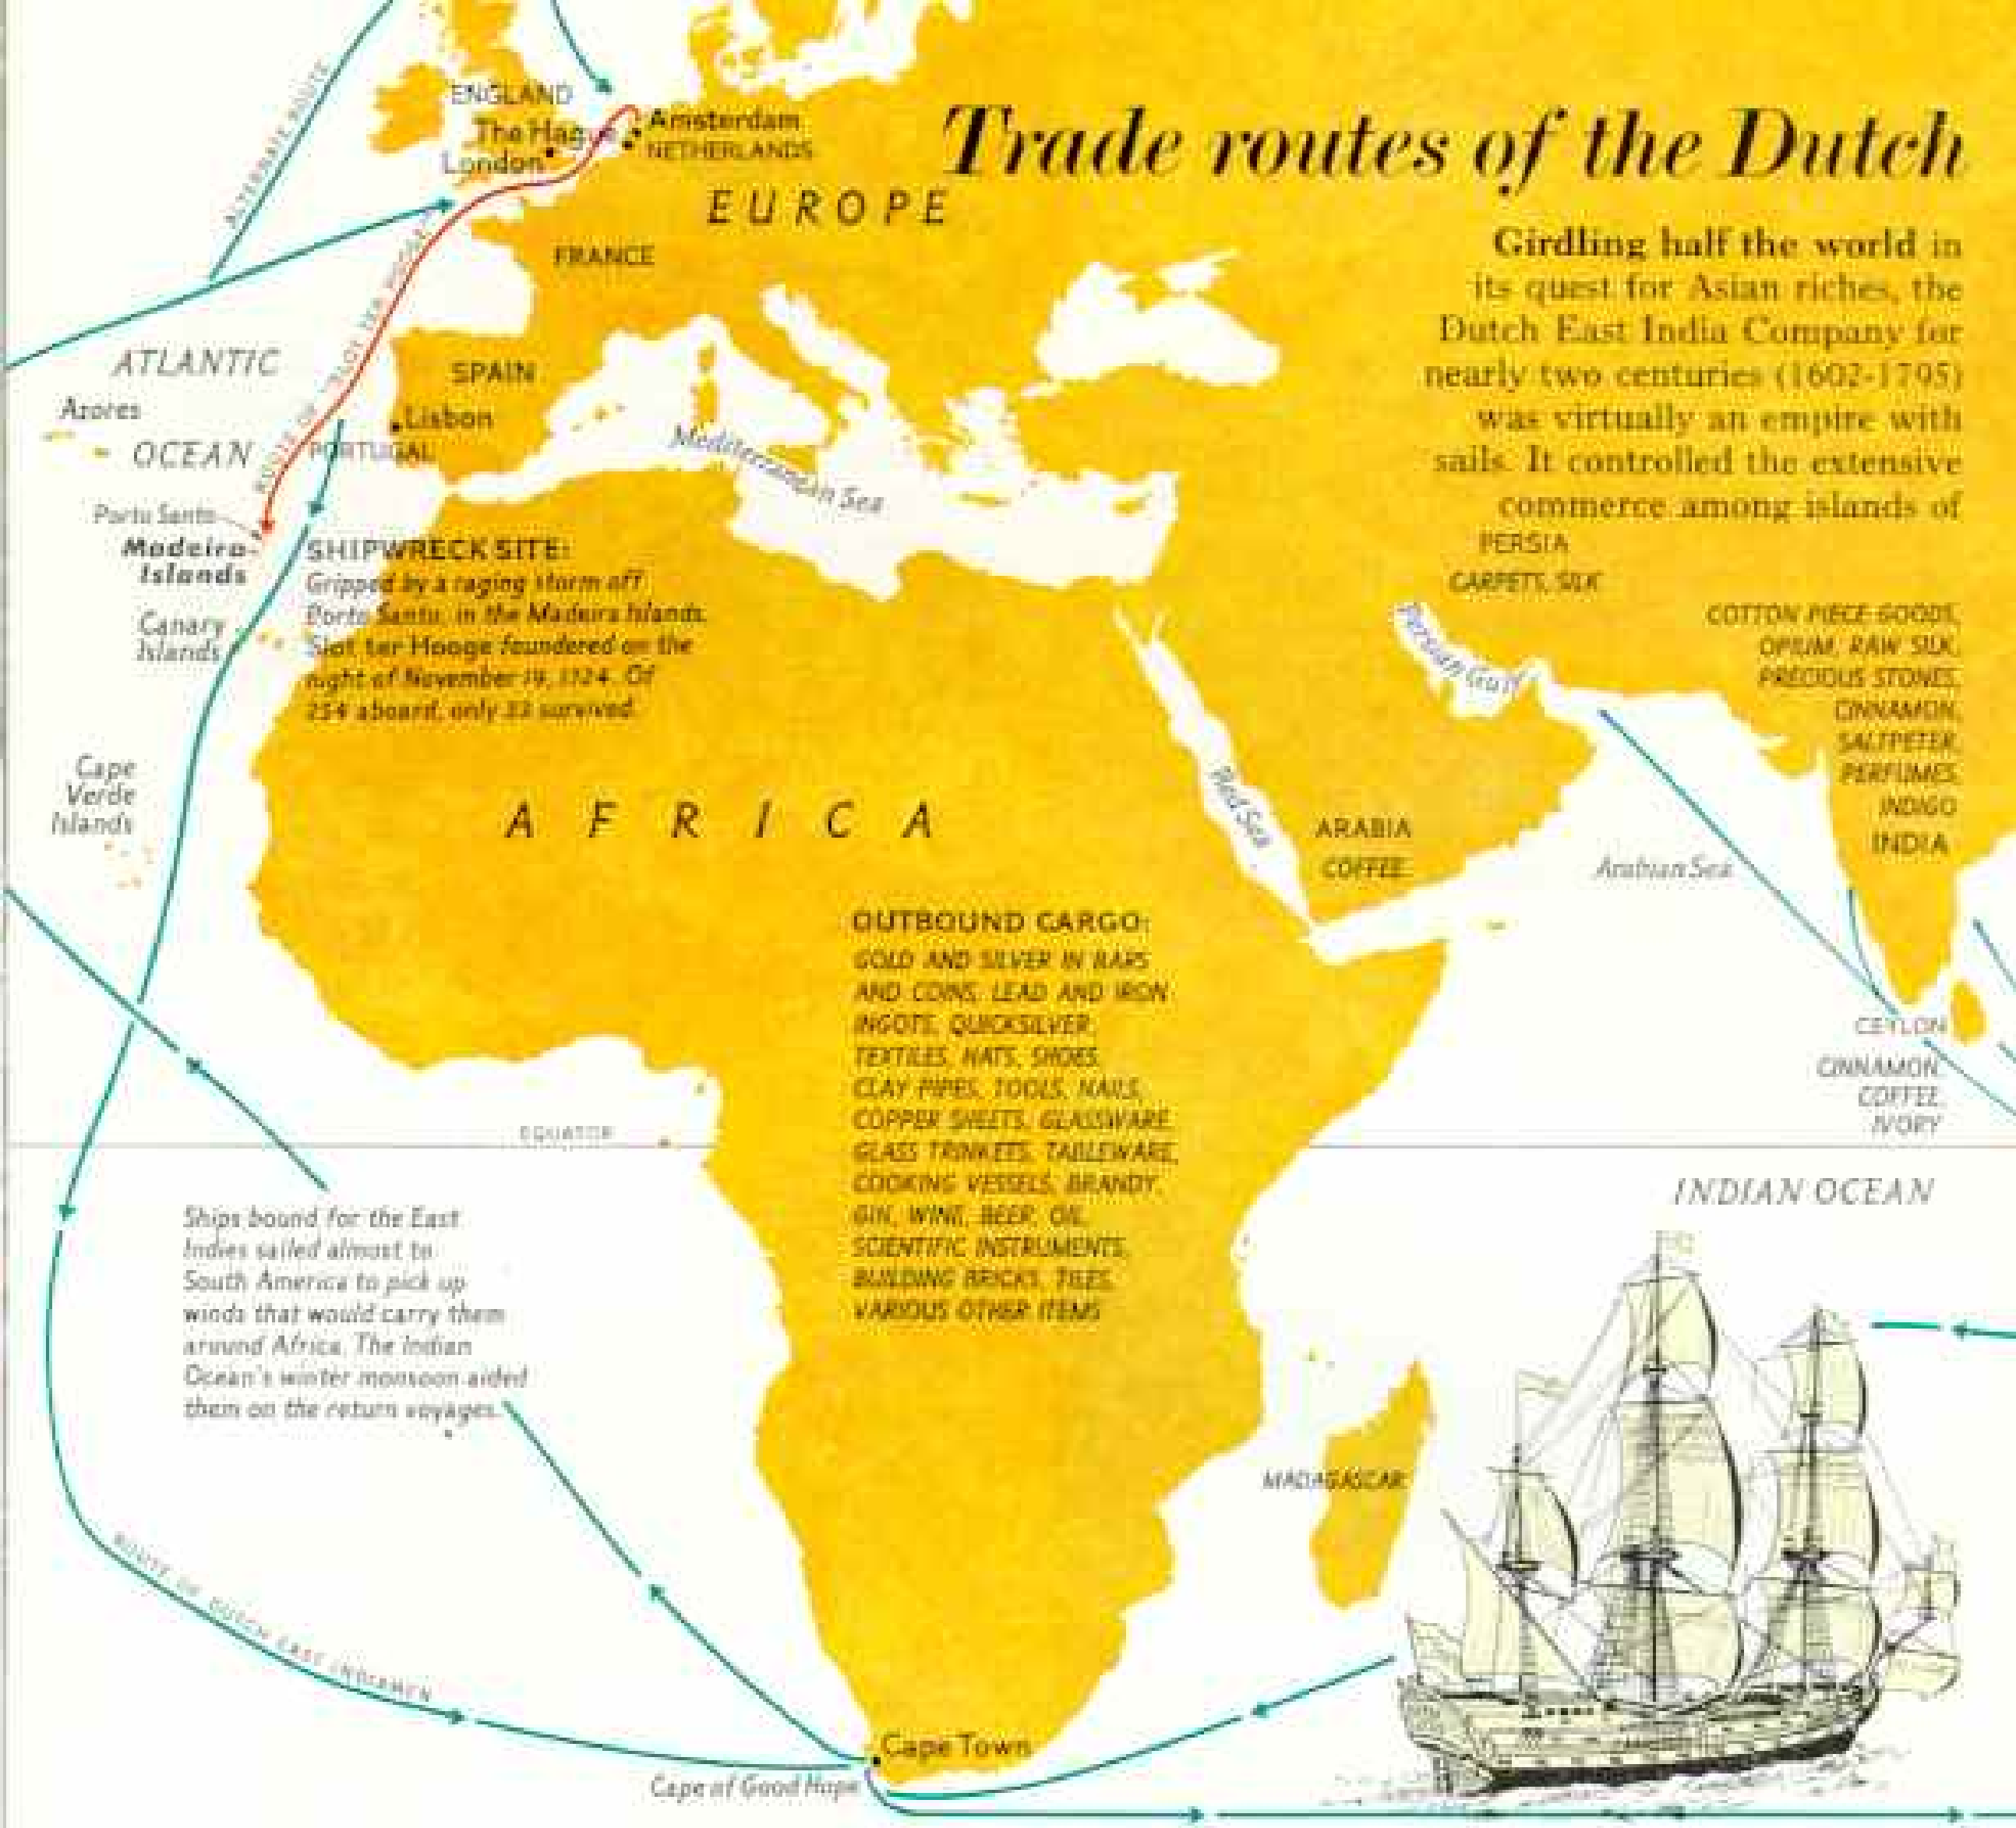 Trade routes of the Dutch
Girdling half the world in
its quest for Asian riches, the
Dutch East India Company for
nearly two centuries (1602-1795)
was virtually an empire with
sails. It controlled the extensive
commerce among islands of
ALTERNATE ROUTE
ENGLAND
The Hague
London
Amsterdam
NETHERLANDS
EUROPE
FRANCE
ROUTE OF SLOT TER HOOGE
ATLANTIC
OCEAN
Azores
SPAIN
Lisbon
PORTUGAL
Mediterranean Sea
Porto Santo
Madeira
Islands
Canary
Islands
SHIPWRECK SITE:
Gripped by a raging storm off
Porto Santo, in the Madeira Islands,
Slot ter Hooge foundered on the
night of November 19, 1724. Of
254 aboard, only 33 survived.
PERSIA
CARPETS, SILK
Persian Gulf
COTTON PIECE GOODS,
OPIUM, RAW SILK,
PRECIOUS STONES,
CINNAMON,
SALTPETER,
PERFUMES,
INDIGO
INDIA
Cape
Verde
Islands
AFRICA
Red Sea
ARABIA
COFFEE
Arabian Sea
OUTBOUND CARGO:
GOLD AND SILVER IN BARS
AND COINS, LEAD AND IRON
INGOTS, QUICKSILVER,
TEXTILES, HATS, SHOES,
CLAY PIPES, TOOLS, NAILS,
COPPER SHEETS, GLASSWARE,
GLASS TRINKETS, TABLEWARE,
COOKING VESSELS, BRANDY,
GIN, WINE, BEER, OIL,
SCIENTIFIC INSTRUMENTS,
BUILDING BRICKS, TILES,
VARIOUS OTHER ITEMS
CEYLON
CINNAMON,
COFFEE,
IVORY
EQUATOR
INDIAN OCEAN
Ships bound for the East
Indies sailed almost to
South America to pick up
winds that would carry them
around Africa. The Indian
Ocean's winter monsoon aided
them on the return voyages.
MADAGASCAR
ROUTE OF DUTCH EAST INDIAMEN
Cape Town
Cape of Good Hope